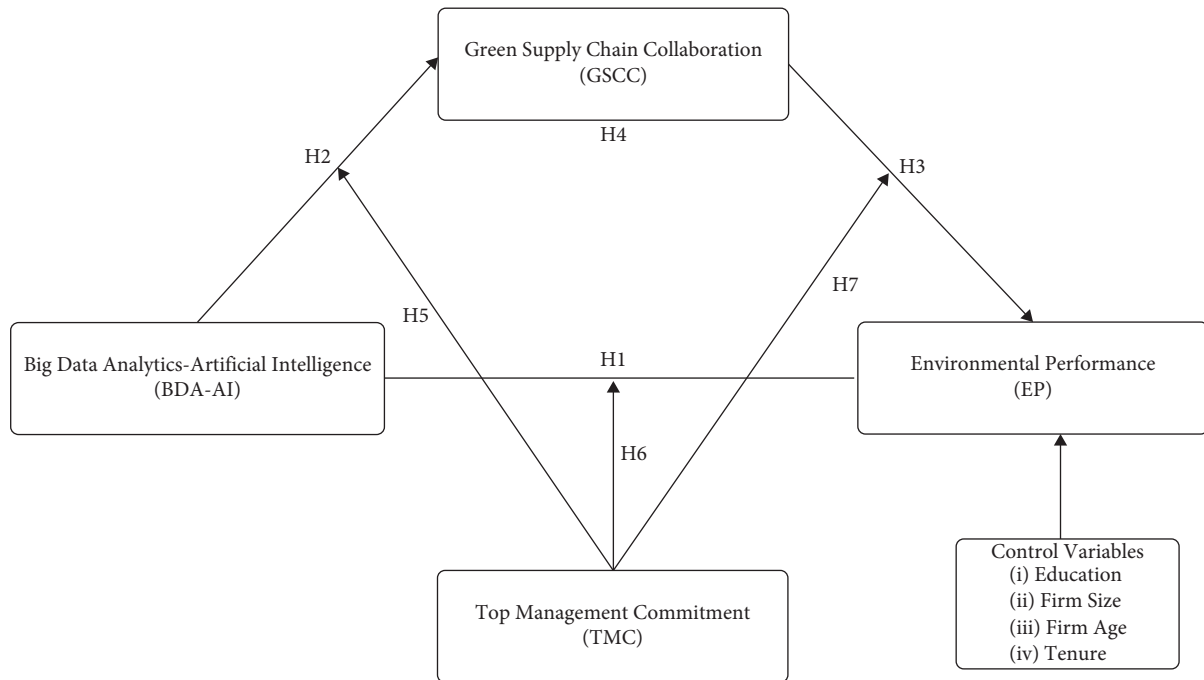 Green Supply Chain Collaboration
(GSCC)
H4
H2
H3
H7
H5
Big Data Analytics-Artificial Intelligence
(BDA-AI)
H1
Environmental Performance
(EP)
H6
Top Management Commitment
(TMC)
Control Variables
(i) Education
(ii) Firm Size
(iii) Firm Age
(iv) Tenure